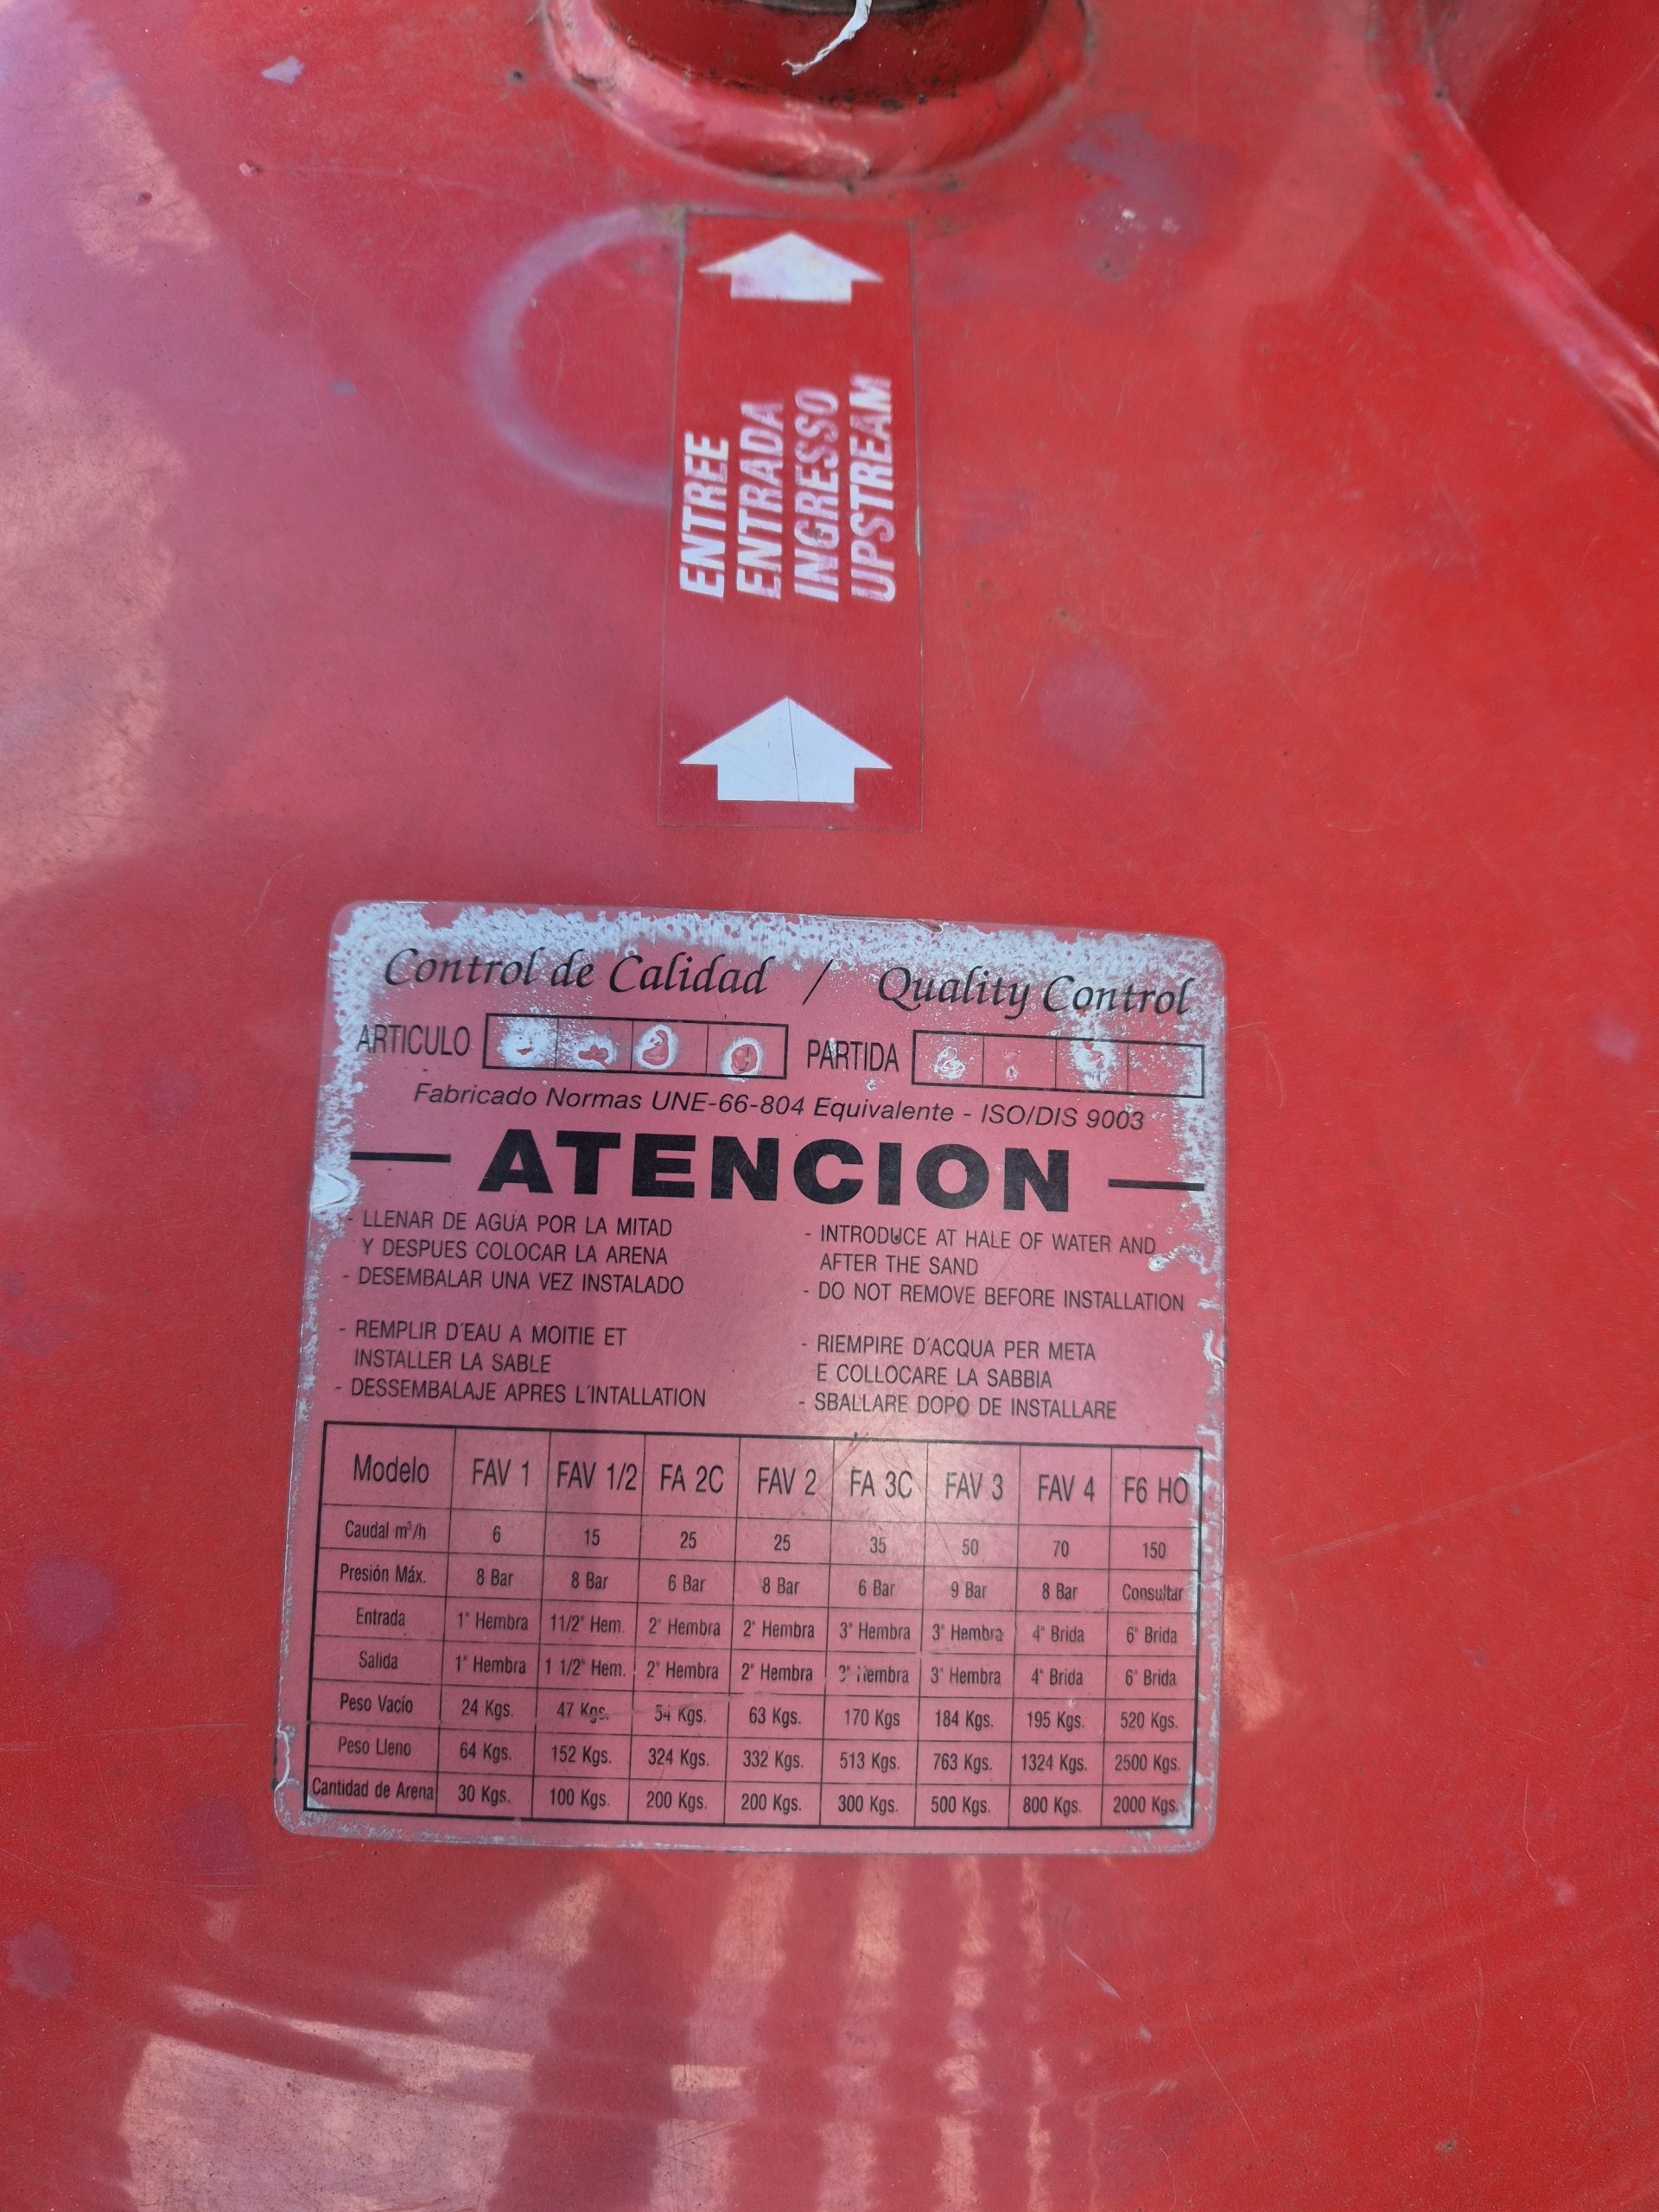 ENTREE
ENTRADA
INGRESSO
UPSTREAM
Control de Calidad / Quality Control
ARTICULO PARTIDA
Fabricado Normas UNE-66-804 Equivalente - ISO/DIS 9003
ATENCION
- LLENAR DE AGUA POR LA MITAD
Y DESPUES COLOCAR LA ARENA
- DESEMBALAR UNA VEZ INSTALADO
- INTRODUCE AT HALE OF WATER AND
AFTER THE SAND
- DO NOT REMOVE BEFORE INSTALLATION
- REMPLIR D'EAU A MOITIE ET
INSTALLER LA SABLE
- DESSEMBALAJE APRES L'INTALLATION
- RIEMPIRE D'ACQUA PER META
E COLLOCARE LA SABBIA
- SBALLARE DOPO DE INSTALLARE
Modelo FAV 1 FAV 1/2 FA 2C FAV 2 FA 3C FAV 3 FAV 4 F6 HO
Caudal m³/h 6 15 25 25 35 50 70 150
Presión Máx. 8 Bar 8 Bar 6 Bar 8 Bar 6 Bar 9 Bar 8 Bar Consultar
Entrada 1" Hembra 11/2" Hem. 2" Hembra 2" Hembra 3" Hembra 3" Hembra 4" Brida 6" Brida
Salida 1" Hembra 1 1/2" Hem. 2" Hembra 2" Hembra 3" Hembra 3" Hembra 4" Brida 6" Brida
Peso Vacío 24 Kgs. 47 Kgs. 54 Kgs. 63 Kgs. 170 Kgs 184 Kgs. 195 Kgs. 520 Kgs.
Peso Lleno 64 Kgs. 152 Kgs. 324 Kgs. 332 Kgs. 513 Kgs. 763 Kgs. 1324 Kgs. 2500 Kgs.
Cantidad de Arena 30 Kgs. 100 Kgs. 200 Kgs. 200 Kgs. 300 Kgs. 500 Kgs. 800 Kgs. 2000 Kgs.